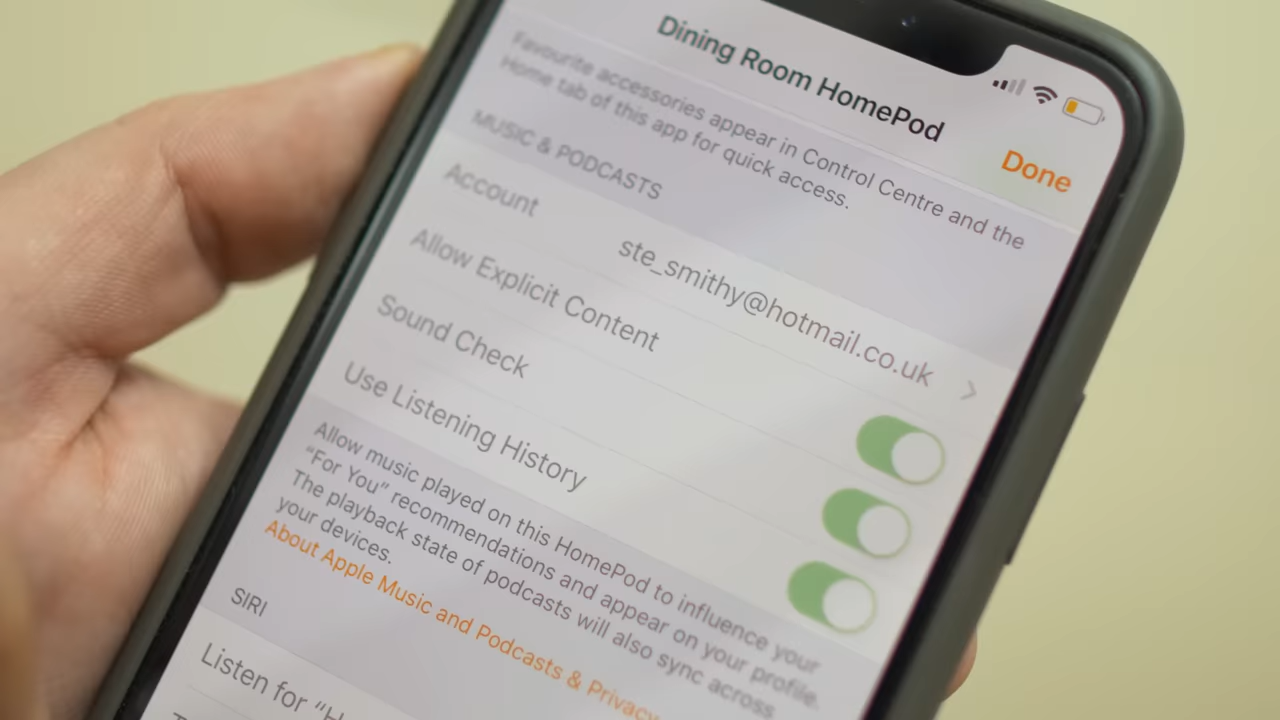 Dining Room HomePod
Done
Favourite accessories appear in Control Centre and the
Home tab of this app for quick access.
MUSIC & PODCASTS
Account
ste_smithy@hotmail.co.uk
Allow Explicit Content
Sound Check
Use Listening History
Allow music played on this HomePod to influence your
“For You” recommendations and appear on your profile.
The playback state of podcasts will also sync across
your devices.
About Apple Music and Podcasts & Privacy
SIRI
Listen for